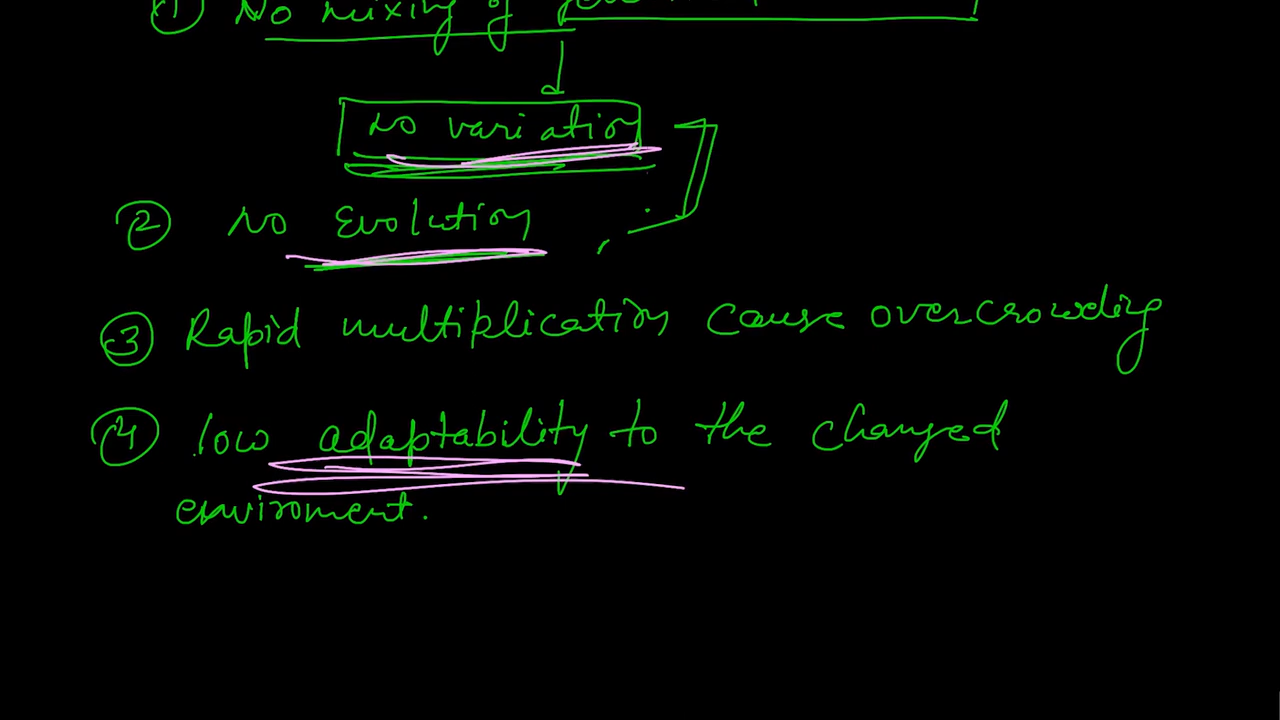 ① No mixing of
No variation
② No Evolution
③ Rapid multiplication cause overcrowding
④ low adaptability to the changed
enviroment.